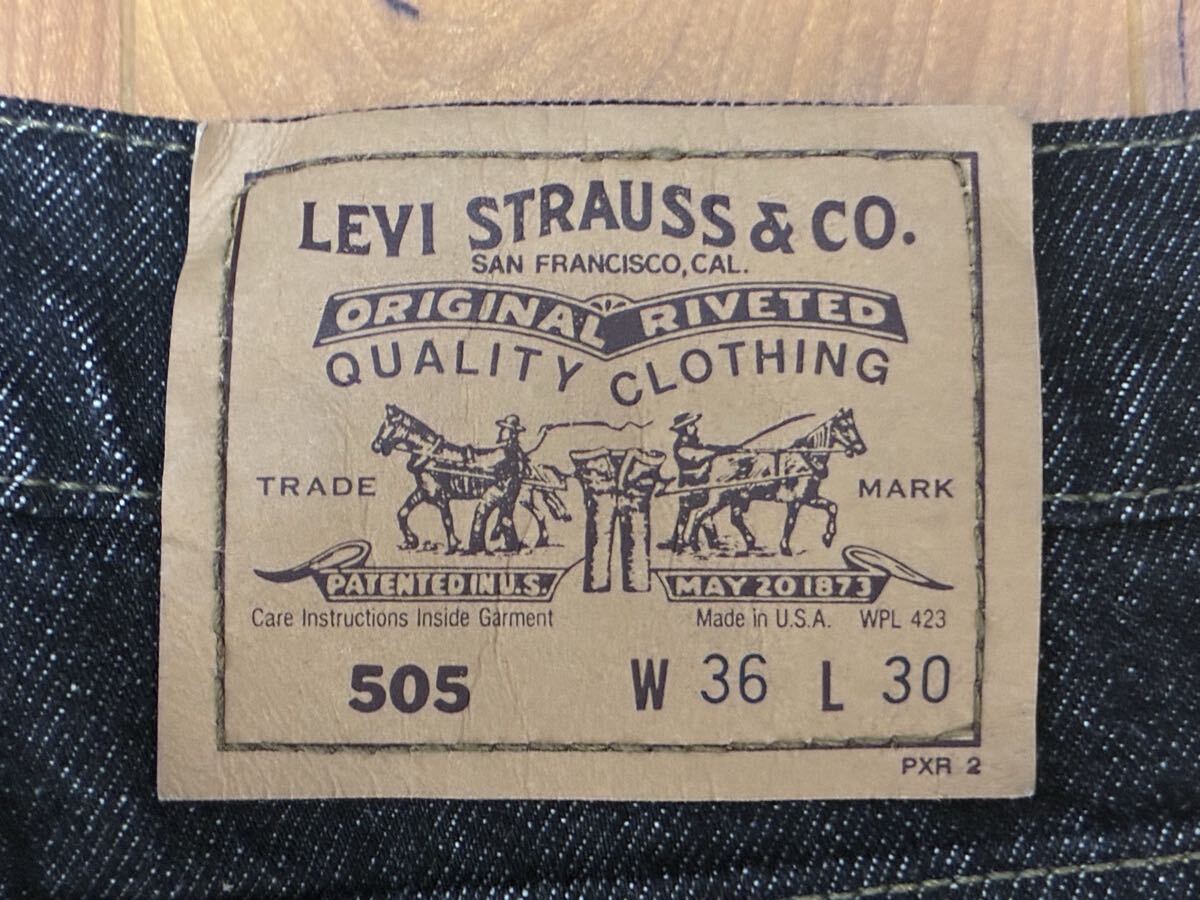 LEVI STRAUSS & CO.
SAN FRANCISCO, CAL.
ORIGINAL RIVETED
QUALITY CLOTHING
TRADE MARK
PATENTED IN U.S. MAY 20 1873
Care Instructions Inside Garment Made in U.S.A. WPL 423
505 W 36 L 30
PXR 2